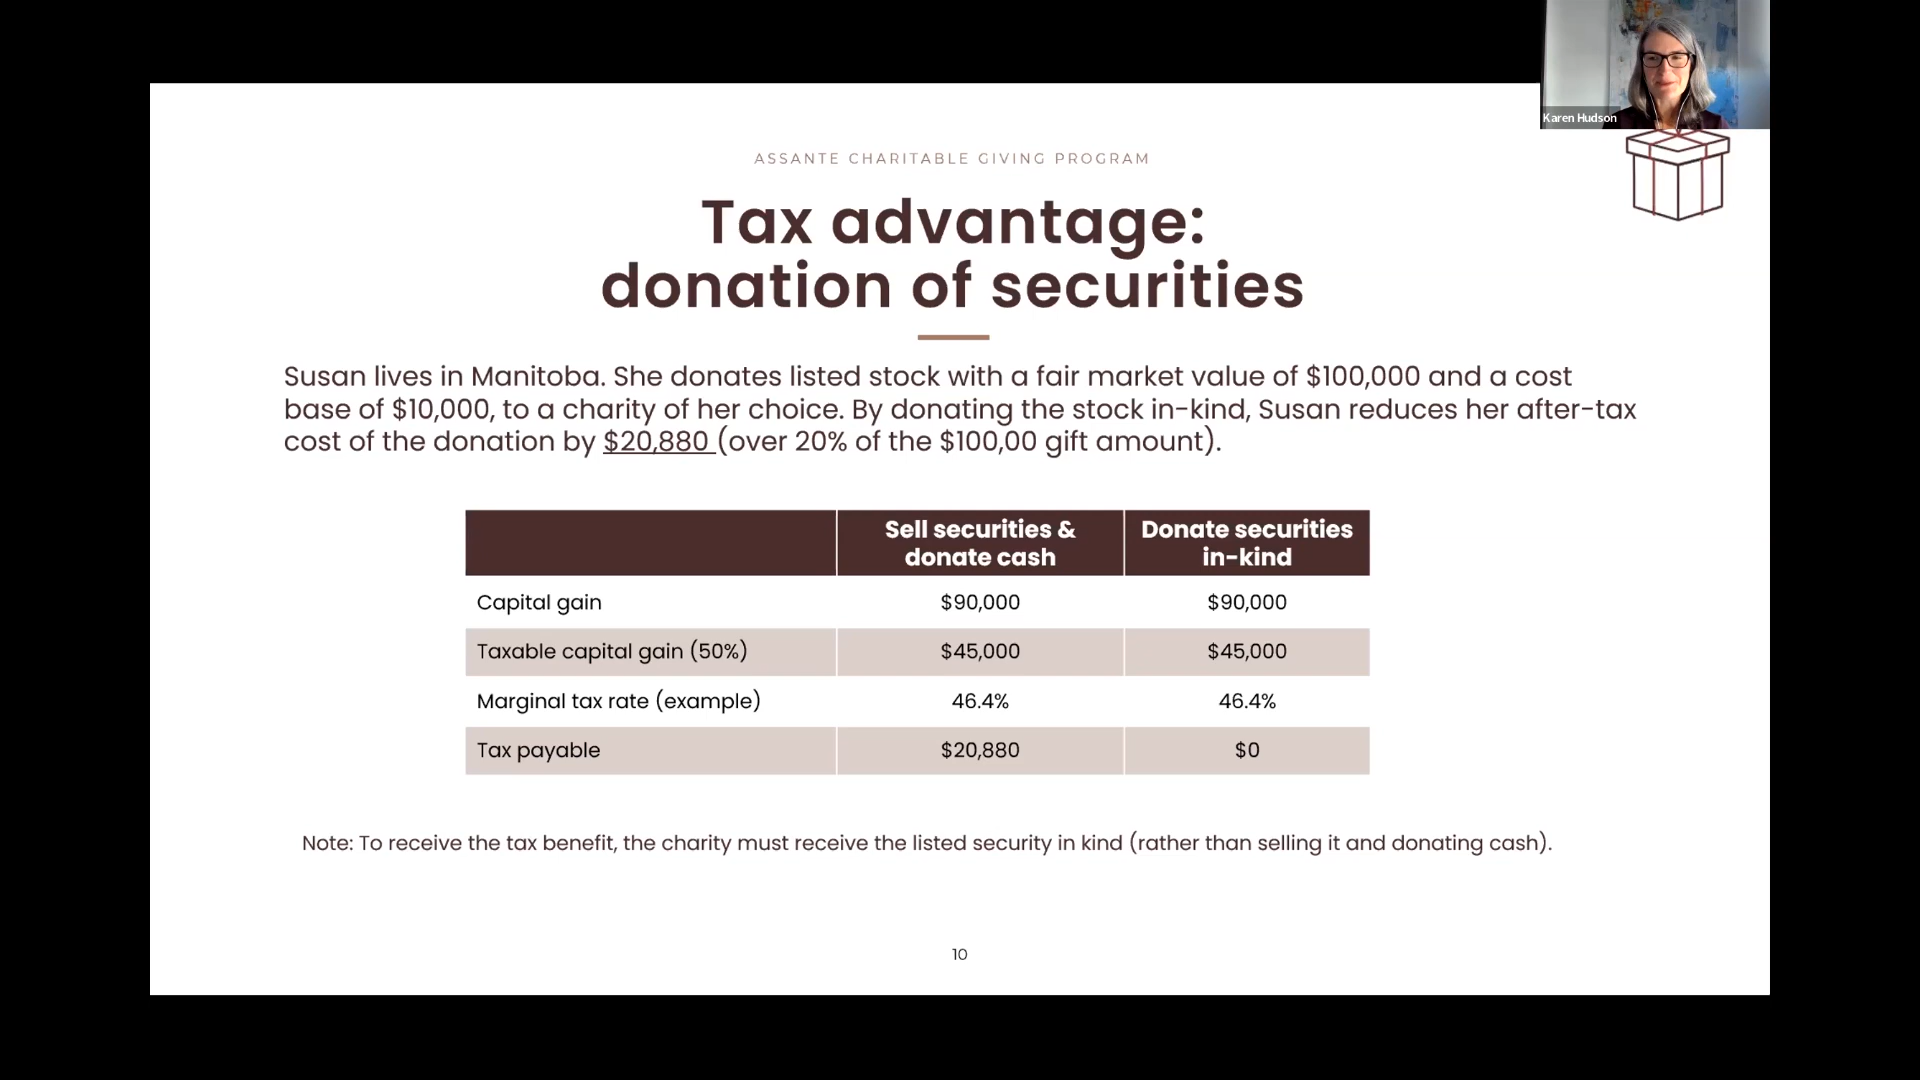 Karen Hudson
ASSANTE CHARITABLE GIVING PROGRAM
Tax advantage:
donation of securities
Susan lives in Manitoba. She donates listed stock with a fair market value of $100,000 and a cost
base of $10,000, to a charity of her choice. By donating the stock in-kind, Susan reduces her after-tax
cost of the donation by $20,880 (over 20% of the $100,00 gift amount).
Sell securities & donate cash
Donate securities in-kind
Capital gain $90,000 $90,000
Taxable capital gain (50%) $45,000 $45,000
Marginal tax rate (example) 46.4% 46.4%
Tax payable $20,880 $0
Note: To receive the tax benefit, the charity must receive the listed security in kind (rather than selling it and donating cash).
10